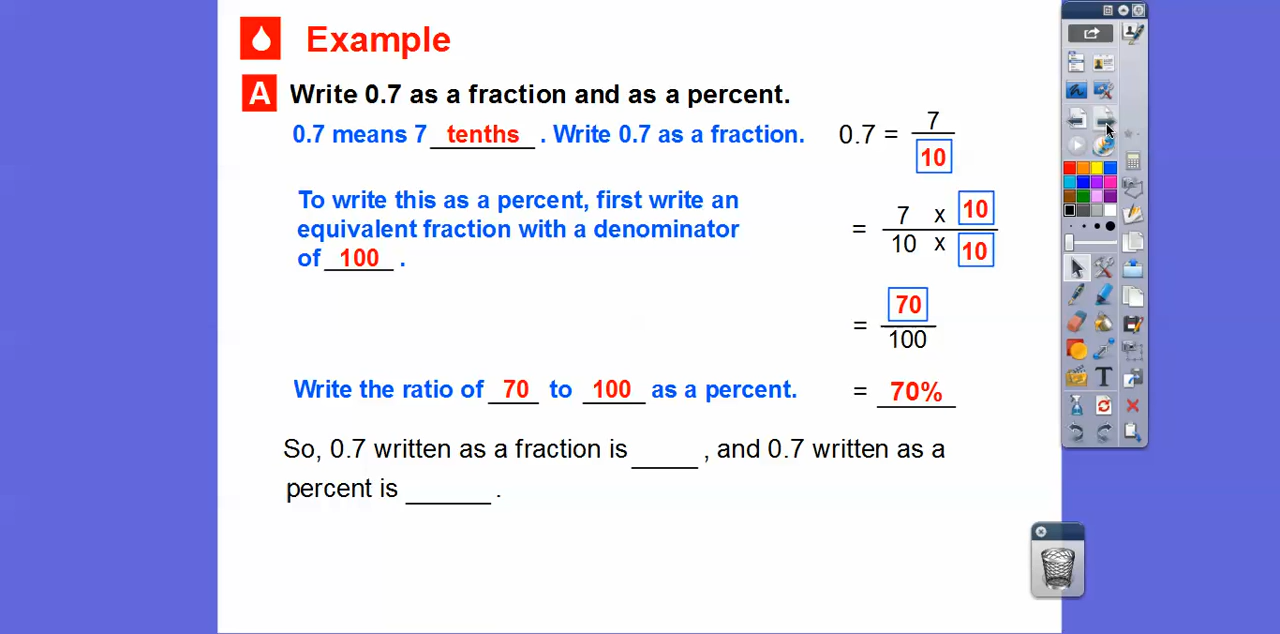 Example
A Write 0.7 as a fraction and as a percent.
0.7 means 7 tenths . Write 0.7 as a fraction. 0.7 = 7
10
To write this as a percent, first write an
equivalent fraction with a denominator
of 100 .
= 7 x 10
10 x 10
= 70
100
Write the ratio of 70 to 100 as a percent. = 70%
So, 0.7 written as a fraction is ____ , and 0.7 written as a
percent is ______ .
T